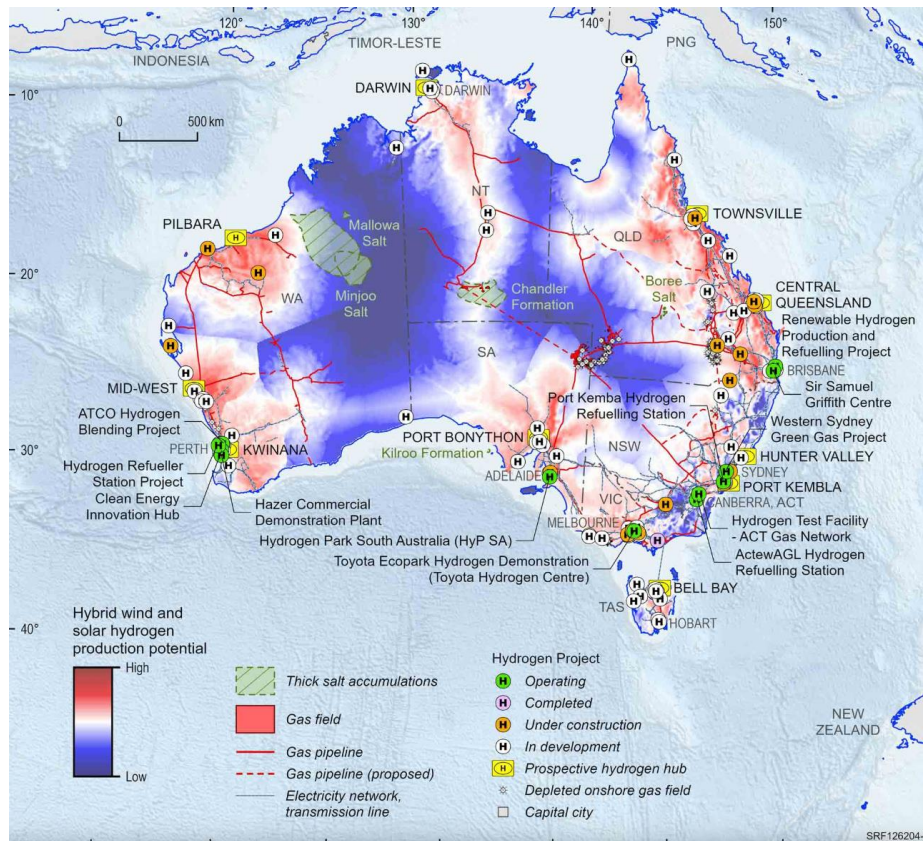 120°
130°
140°
150°
TIMOR-LESTE
PNG
INDONESIA
10°
DARWIN
H
DARWIN
0
500 km
NT
PILBARA
Mallowa
Salt
TOWNSVILLE
QLD
20°
Minjoo
Salt
WA
Chandler
Formation
Boree
Salt
CENTRAL
QUEENSLAND
Renewable Hydrogen
Production and
Refuelling Project
SA
BRISBANE
MID-WEST
Port Kemba Hydrogen
Refuelling Station
Sir Samuel
Griffith Centre
ATCO Hydrogen
Blending Project
Western Sydney
Green Gas Project
PERTH
KWINANA
PORT BONYTHON
Kilroo Formation
NSW
HUNTER VALLEY
30°
Hydrogen Refueller
Station Project
ADELAIDE
SYDNEY
PORT KEMBLA
Clean Energy
Innovation Hub
VIC
CANBERRA, ACT
Hazer Commercial
Demonstration Plant
MELBOURNE
Hydrogen Park South Australia (HyP SA)
Hydrogen Test Facility
- ACT Gas Network
Toyota Ecopark Hydrogen Demonstration
(Toyota Hydrogen Centre)
ActewAGL Hydrogen
Refuelling Station
BELL BAY
TAS
HOBART
40°
Hybrid wind and
solar hydrogen
production potential
High
Low
Thick salt accumulations
Gas field
Gas pipeline
Gas pipeline (proposed)
Electricity network,
transmission line
Hydrogen Project
H Operating
H Completed
H Under construction
H In development
H Prospective hydrogen hub
Depleted onshore gas field
Capital city
NEW
ZEALAND
SRF126204-